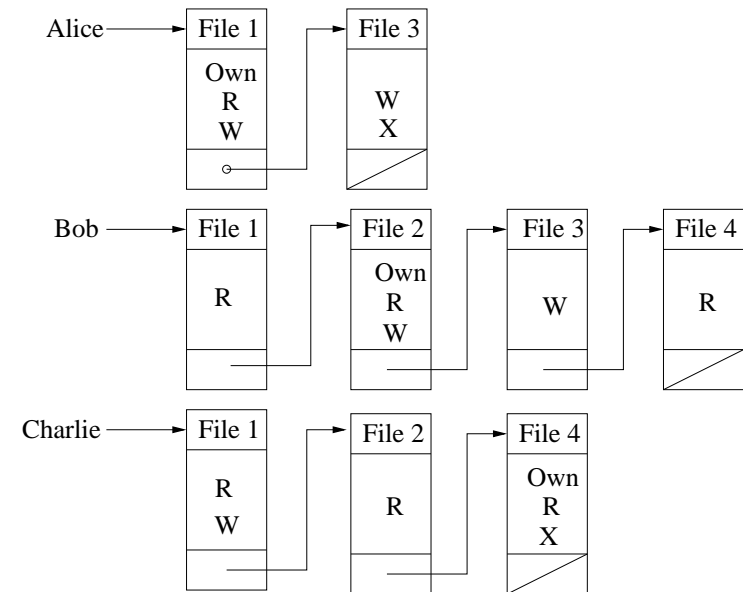 Alice File 1 File 3
Own
R W
W X
Bob File 1 File 2 File 3 File 4
R Own R W R
W
Charlie File 1 File 2 File 4
R R Own
W R
X